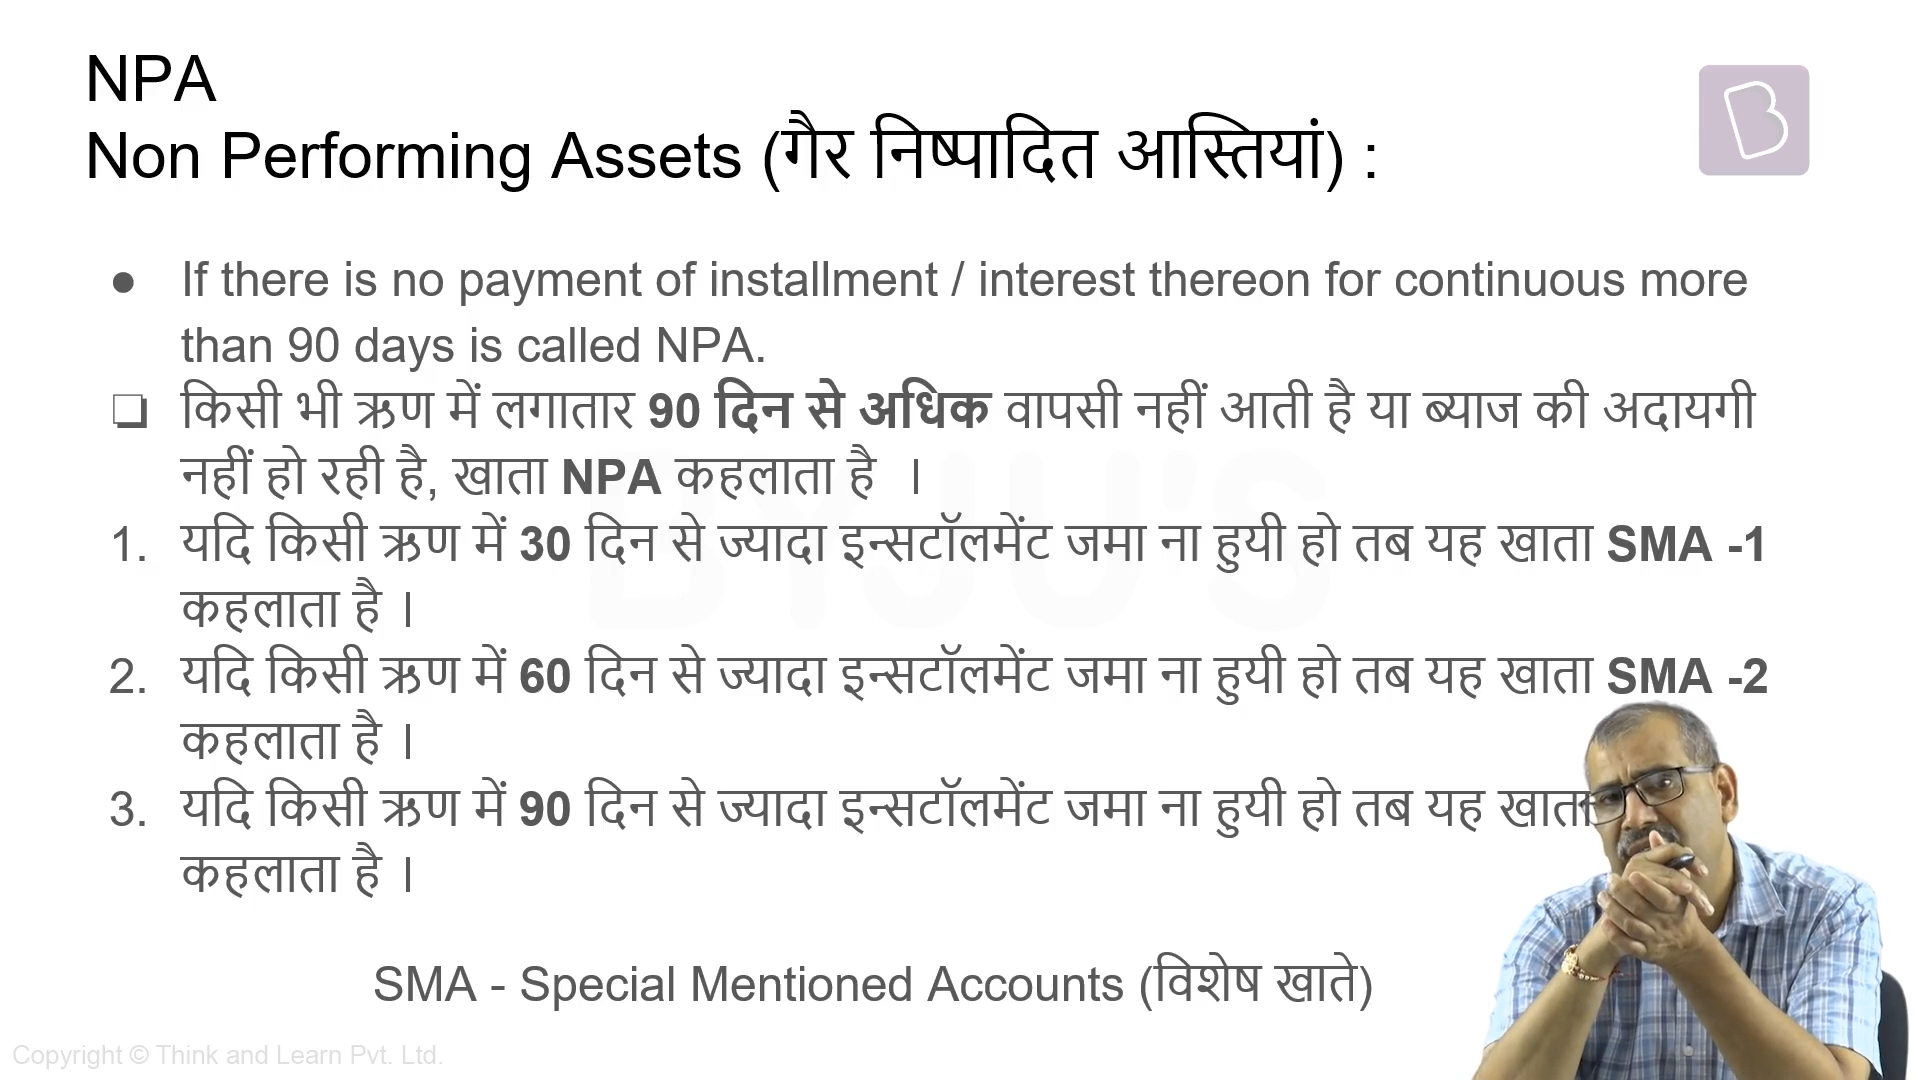 NPA
Non Performing Assets (गैर निष्पादित आस्तियां) :
● If there is no payment of installment / interest thereon for continuous more
than 90 days is called NPA.
❏ किसी भी ऋण में लगातार 90 दिन से अधिक वापसी नहीं आती है या ब्याज की अदायगी
नहीं हो रही है, खाता NPA कहलाता है ।
1. यदि किसी ऋण में 30 दिन से ज्यादा इन्सटॉलमेंट जमा ना हुयी हो तब यह खाता SMA -1
कहलाता है ।
2. यदि किसी ऋण में 60 दिन से ज्यादा इन्सटॉलमेंट जमा ना हुयी हो तब यह खाता SMA -2
कहलाता है ।
3. यदि किसी ऋण में 90 दिन से ज्यादा इन्सटॉलमेंट जमा ना हुयी हो तब यह खाता
कहलाता है ।
SMA - Special Mentioned Accounts (विशेष खाते)
BYJU'S
Copyright © Think and Learn Pvt. Ltd.